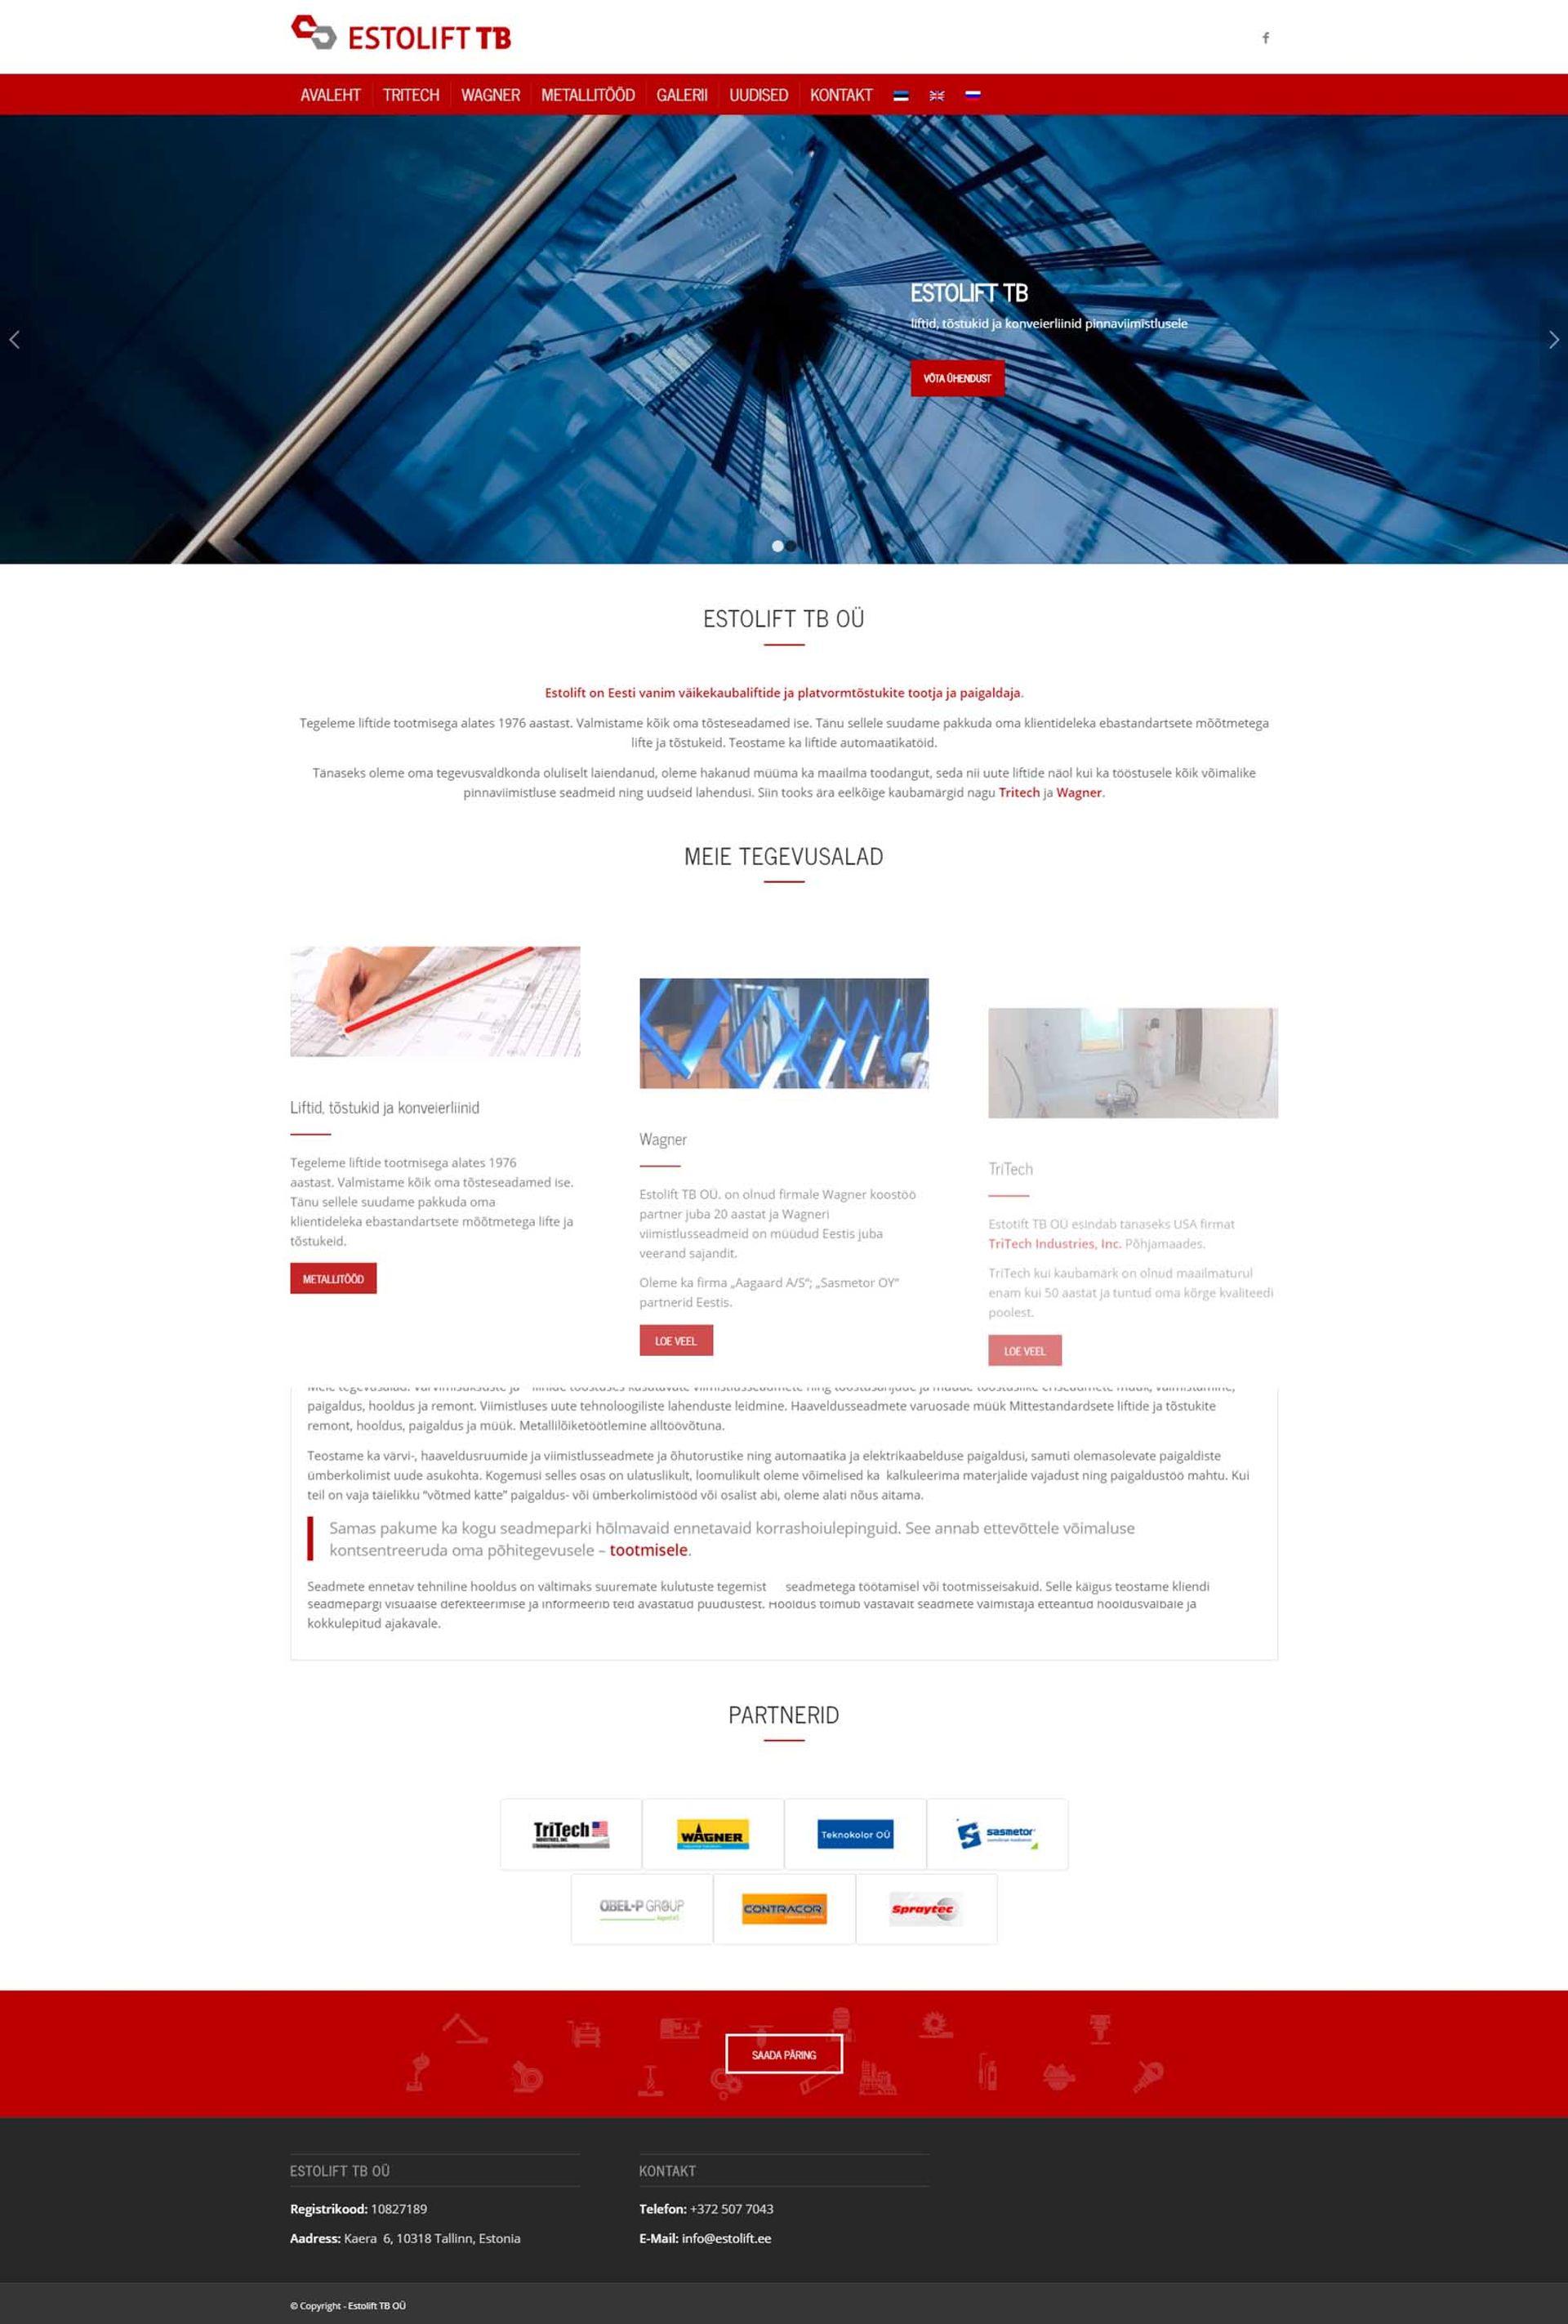 ESTOLIFT TB
AVALEHT
TRITECH
WAGNER
METALLITÖÖD
GALERII
UUDISED
KONTAKT
ESTOLIFT TB
liftid, tõstukid ja konveierliinid pinnaviimistlusele
VÕTA ÜHENDUST
ESTOLIFT TB OÜ
Estolift on Eesti vanim väikekaubaliftide ja platvormtõstukite tootja ja paigaldaja.
Tegeleme liftide tootmisega alates 1976 aastast. Valmistame kõik oma tõsteseadamed ise. Tänu sellele suudame pakkuda oma klientideleka ebastandartsete mõõtmetega
lifte ja tõstukeid. Teostame ka liftide automaatikatöid.
Tänaseks oleme oma tegevusvaldkonda oluliselt laiendanud, oleme hakanud müüma ka maailma toodangut, seda nii uute liftide näol kui ka tööstusele kõik võimalike
pinnaviimistluse seadmeid ning uudseid lahendusi. Siin tooks ära eelkõige kaubamärgid nagu Tritech ja Wagner.
MEIE TEGEVUSALAD
Liftid, tõstukid ja konveierliinid
Tegeleme liftide tootmisega alates 1976
aastast. Valmistame kõik oma tõsteseadamed ise.
Tänu sellele suudame pakkuda oma
klientideleka ebastandartsete mõõtmetega lifte ja
tõstukeid.
METALLITÖÖD
Wagner
Estolift TB OÜ. on olnud firmale Wagner koostöö
partner juba 20 aastat ja Wagneri
viimistlusseadmeid on müüdud Eestis juba
veerand sajandit.
Oleme ka firma „Aagaard A/S“; „Sasmetor OY“
partnerid Eestis.
LOE VEEL
TriTech
Estotift TB OÜ esindab tänaseks USA firmat
TriTech Industries, Inc. Põhjamaades.
TriTech kui kaubamärk on olnud maailmaturul
enam kui 50 aastat ja tuntud oma kõrge kvaliteedi
poolest.
LOE VEEL
paigaldus, hooldus ja remont. Viimistluses uute tehnoloogiliste lahenduste leidmine. Haaveldusseadmete varuosade müük Mittestandardsete liftide ja tõstukite
remont, hooldus, paigaldus ja müük. Metallilõiketöötlemine alltöövõtuna.
Teostame ka värvi-, haaveldusruumide ja viimistlusseadmete ja õhutorustike ning automaatika ja elektrikaabelduse paigaldusi, samuti olemasolevate paigaldiste
ümberkolimist uude asukohta. Kogemusi selles osas on ulatuslikult, loomulikult oleme võimelised ka kalkuleerima materjalide vajadust ning paigaldustöö mahtu. Kui
teil on vaja täielikku “võtmed kätte” paigaldus- või ümberkolimistööd või osalist abi, oleme alati nõus aitama.
Samas pakume ka kogu seadmeparki hõlmavaid ennetavaid korrashoiulepinguid. See annab ettevõttele võimaluse
kontsentreeruda oma põhitegevusele – tootmisele.
Seadmete ennetav tehniline hooldus on vältimaks suuremate kulutuste tegemist seadmetega töötamisel või tootmisseisakuid. Selle käigus teostame kliendi
seadmepargi visuaalse defekteerimise ja informeerib teid avastatud puudustest. Hooldus toimub vastavalt seadmete valmistaja etteantud hooldusvälbale ja
kokkulepitud ajakavale.
PARTNERID
TriTech
INDUSTRIES, INC.
WAGNER
Teknokolor OÜ
sasmetor
OBEL-P GROUP
CONTRACOR
Spraytec
SAADA PÄRING
ESTOLIFT TB OÜ
Registrikood: 10827189
Aadress: Kaera 6, 10318 Tallinn, Estonia
KONTAKT
Telefon: +372 507 7043
E-Mail: info@estolift.ee
© Copyright - Estolift TB OÜ